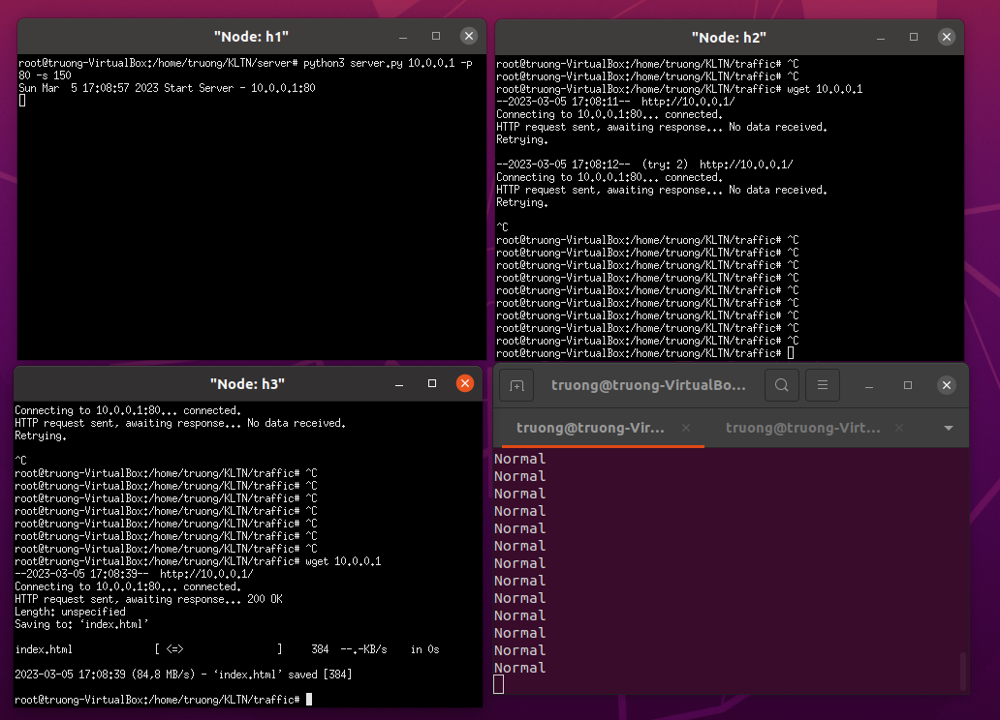 "Node: h1"
root@truong-VirtualBox:/home/truong/KLTN/server# python3 server.py 10.0.0.1 -p
80 -s 150
Sun Mar  5 17:08:57 2023 Start Server - 10.0.0.1:80
"Node: h2"
root@truong-VirtualBox:/home/truong/KLTN/traffic# ^C
root@truong-VirtualBox:/home/truong/KLTN/traffic# ^C
root@truong-VirtualBox:/home/truong/KLTN/traffic# wget 10.0.0.1
--2023-03-05 17:08:11--  http://10.0.0.1/
Connecting to 10.0.0.1:80... connected.
HTTP request sent, awaiting response... No data received.
Retrying.
--2023-03-05 17:08:12--  (try: 2)  http://10.0.0.1/
Connecting to 10.0.0.1:80... connected.
HTTP request sent, awaiting response... No data received.
Retrying.
^C
root@truong-VirtualBox:/home/truong/KLTN/traffic# ^C
root@truong-VirtualBox:/home/truong/KLTN/traffic# ^C
root@truong-VirtualBox:/home/truong/KLTN/traffic# ^C
root@truong-VirtualBox:/home/truong/KLTN/traffic# ^C
root@truong-VirtualBox:/home/truong/KLTN/traffic# ^C
root@truong-VirtualBox:/home/truong/KLTN/traffic# ^C
root@truong-VirtualBox:/home/truong/KLTN/traffic# ^C
root@truong-VirtualBox:/home/truong/KLTN/traffic# ^C
root@truong-VirtualBox:/home/truong/KLTN/traffic# ^C
root@truong-VirtualBox:/home/truong/KLTN/traffic#
"Node: h3"
Connecting to 10.0.0.1:80... connected.
HTTP request sent, awaiting response... No data received.
Retrying.
^C
root@truong-VirtualBox:/home/truong/KLTN/traffic# ^C
root@truong-VirtualBox:/home/truong/KLTN/traffic# ^C
root@truong-VirtualBox:/home/truong/KLTN/traffic# ^C
root@truong-VirtualBox:/home/truong/KLTN/traffic# ^C
root@truong-VirtualBox:/home/truong/KLTN/traffic# ^C
root@truong-VirtualBox:/home/truong/KLTN/traffic# ^C
root@truong-VirtualBox:/home/truong/KLTN/traffic# ^C
root@truong-VirtualBox:/home/truong/KLTN/traffic# wget 10.0.0.1
--2023-03-05 17:08:39--  http://10.0.0.1/
Connecting to 10.0.0.1:80... connected.
HTTP request sent, awaiting response... 200 OK
Length: unspecified
Saving to: ‘index.html’
index.html             [ <=>               ]     384  --.-KB/s    in 0s
2023-03-05 17:08:39 (84,8 MB/s) - ‘index.html’ saved [384]
root@truong-VirtualBox:/home/truong/KLTN/traffic#
truong@truong-VirtualBo...
truong@truong-Vir...
truong@truong-Virt...
Normal
Normal
Normal
Normal
Normal
Normal
Normal
Normal
Normal
Normal
Normal
Normal
Normal